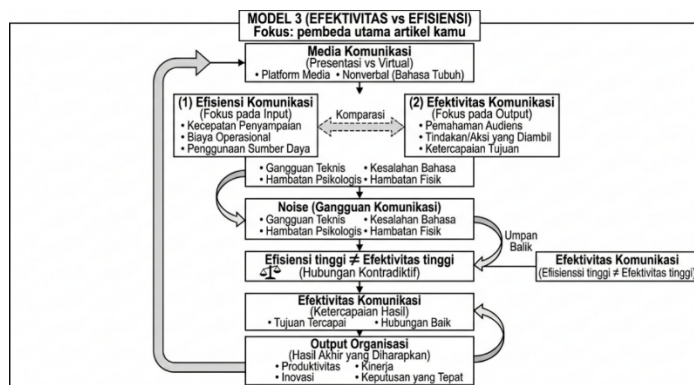 MODEL 3 (EFEKTIVITAS vs EFISIENSI)
Fokus: pembeda utama artikel kamu
Media Komunikasi
(Presentasi vs Virtual)
• Platform Media • Nonverbal (Bahasa Tubuh)
(1) Efisiensi Komunikasi
(Fokus pada Input)
• Kecepatan Penyampaian
• Biaya Operasional
• Penggunaan Sumber Daya
Komparasi
(2) Efektivitas Komunikasi
(Fokus pada Output)
• Pemahaman Audiens
• Tindakan/Aksi yang Diambil
• Ketercapaian Tujuan
• Gangguan Teknis • Kesalahan Bahasa
• Hambatan Psikologis • Hambatan Fisik
Noise (Gangguan Komunikasi)
• Gangguan Teknis • Kesalahan Bahasa
• Hambatan Psikologis • Hambatan Fisik
Umpan
Balik
Efisiensi tinggi ≠ Efektivitas tinggi
(Hubungan Kontradiktif)
Efektivitas Komunikasi
(Efisienssi tinggi ≠ Efektivitas tinggi)
Efektivitas Komunikasi
(Ketercapaian Hasil)
• Tujuan Tercapai • Hubungan Baik
Output Organisasi
(Hasil Akhir yang Diharapkan)
• Produktivitas • Kinerja
• Inovasi • Keputusan yang Tepat